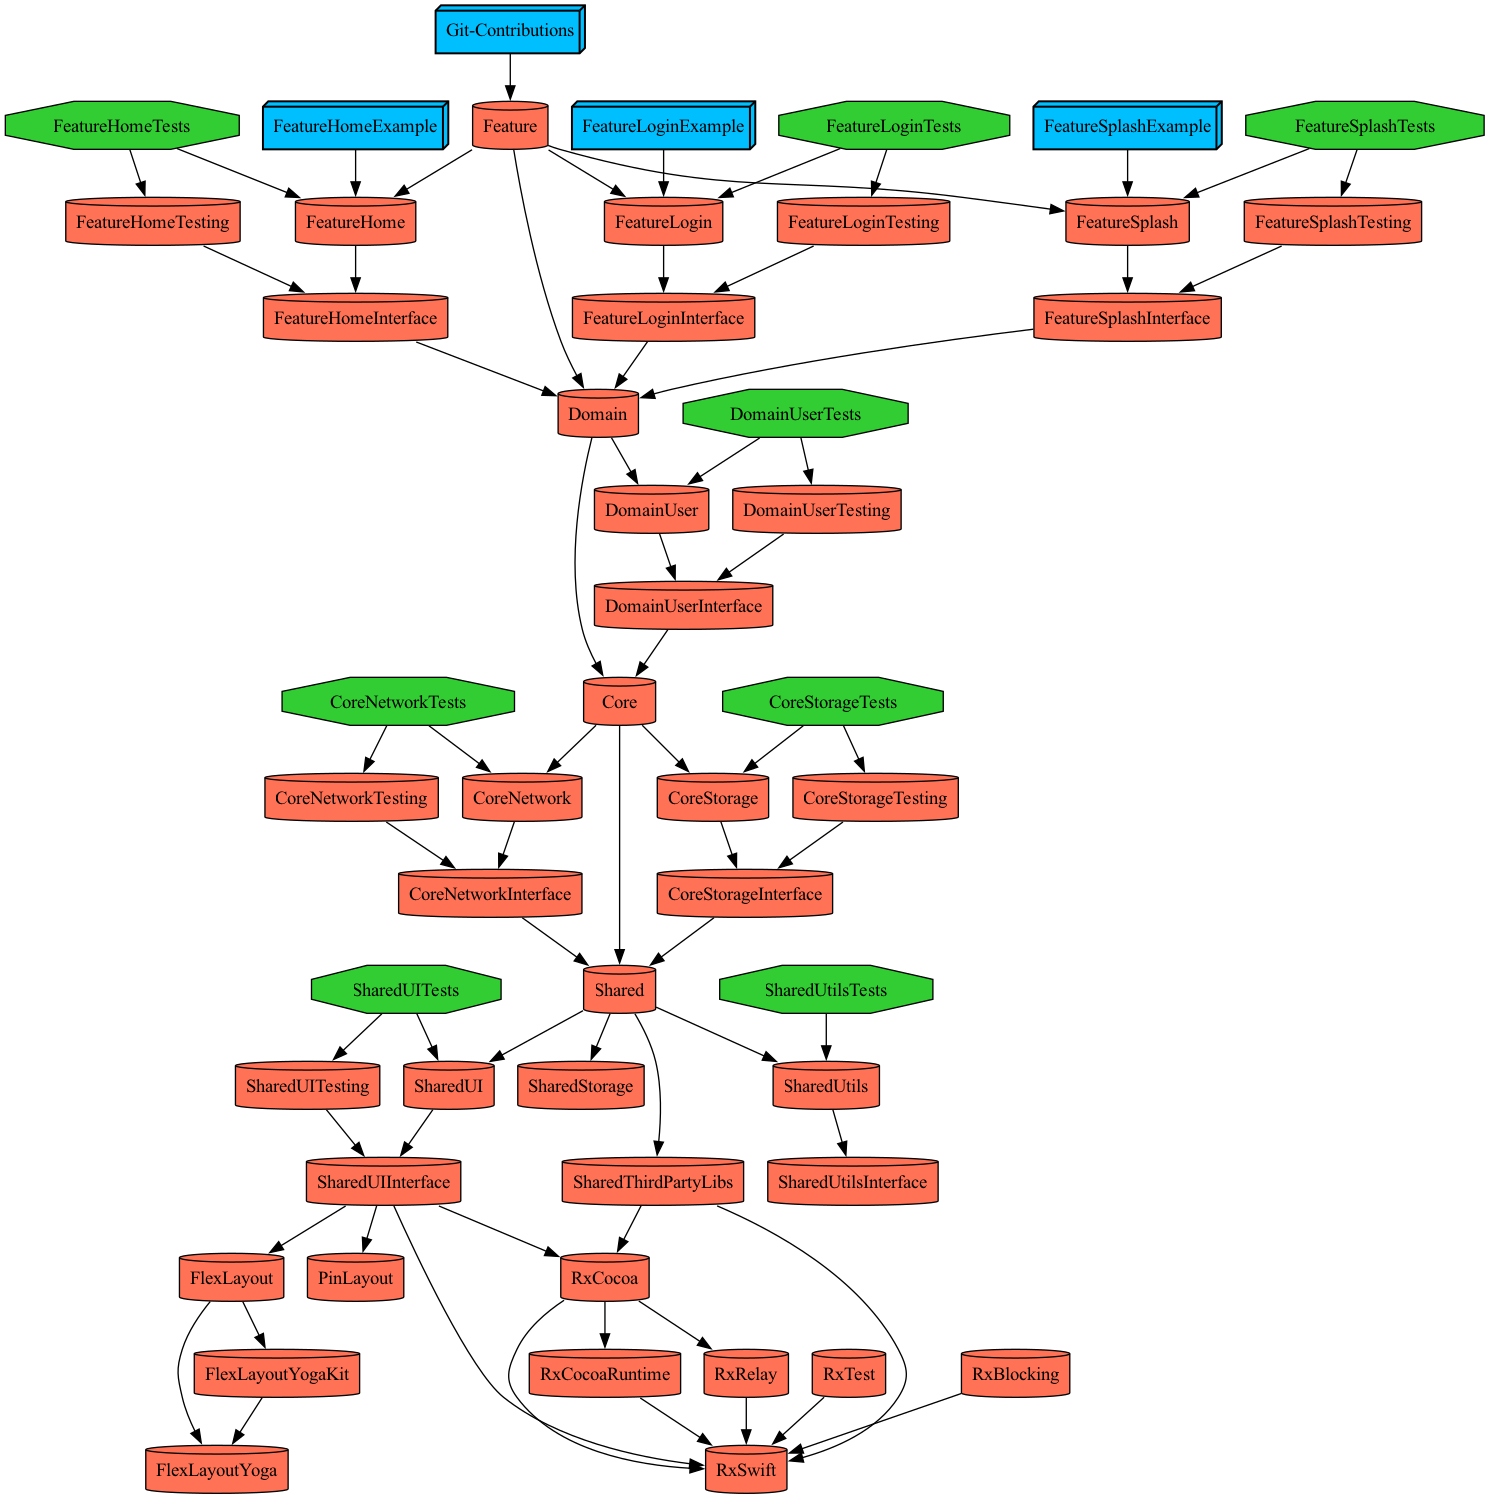 Git-Contributions
FeatureHomeTests
FeatureHomeExample
Feature
FeatureLoginExample
FeatureLoginTests
FeatureSplashExample
FeatureSplashTests
FeatureHomeTesting
FeatureHome
FeatureLogin
FeatureLoginTesting
FeatureSplash
FeatureSplashTesting
FeatureHomeInterface
FeatureLoginInterface
FeatureSplashInterface
Domain
DomainUserTests
DomainUser
DomainUserTesting
DomainUserInterface
CoreNetworkTests
Core
CoreStorageTests
CoreNetworkTesting
CoreNetwork
CoreStorage
CoreStorageTesting
CoreNetworkInterface
CoreStorageInterface
SharedUITests
Shared
SharedUtilsTests
SharedUITesting
SharedUI
SharedStorage
SharedUtils
SharedUIInterface
SharedThirdPartyLibs
SharedUtilsInterface
FlexLayout
PinLayout
RxCocoa
FlexLayoutYogaKit
RxCocoaRuntime
RxRelay
RxTest
RxBlocking
FlexLayoutYoga
RxSwift